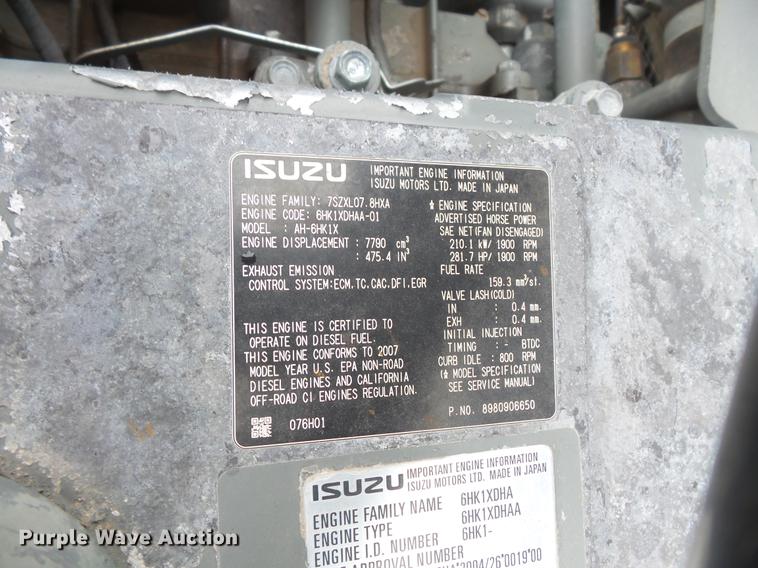 ISUZU IMPORTANT ENGINE INFORMATION
ISUZU MOTORS LTD. MADE IN JAPAN
ENGINE FAMILY: 7SZXL07.8HXA
ENGINE CODE: 6HK1XDHAA-01
MODEL : AH-6HK1X
ENGINE DISPLACEMENT : 7790 cm³
: 475.4 IN³
EXHAUST EMISSION
CONTROL SYSTEM:ECM.TC.CAC.DFI.EGR
THIS ENGINE IS CERTIFIED TO
OPERATE ON DIESEL FUEL.
THIS ENGINE CONFORMS TO 2007
MODEL YEAR U.S. EPA NON-ROAD
DIESEL ENGINES AND CALIFORNIA
OFF-ROAD CI ENGINES REGULATION.
076H01
* ENGINE SPECIFICATION
ADVERTISED HORSE POWER
SAE NET(FAN DISENGAGED)
210.1 kW/ 1900 RPM
281.7 HP/ 1900 RPM
FUEL RATE
159.3 mm³/st.
VALVE LASH(COLD)
IN : 0.4 mm.
EXH : 0.4 mm.
INITIAL INJECTION
TIMING : - BTDC
CURB IDLE : 800 RPM
(* MODEL SPECIFICATION
SEE SERVICE MANUAL)
P.NO. 8980906650
ISUZU IMPORTANT ENGINE INFORMATION
ISUZU MOTORS LTD. MADE IN JAPAN
ENGINE FAMILY NAME 6HK1XDHA
ENGINE TYPE 6HK1XDHAA
ENGINE I.D. NUMBER 6HK1-
APPROVAL NUMBER 2004/26*0019*00
Purple Wave Auction